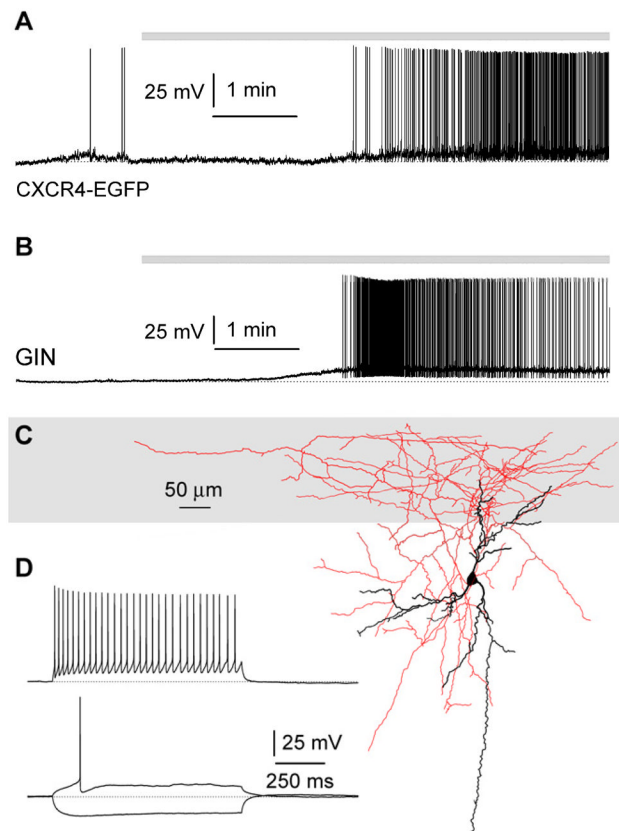 A
25 mV 1 min
CXCR4-EGFP
B
25 mV 1 min
GIN
C
50 μm
D
25 mV
250 ms